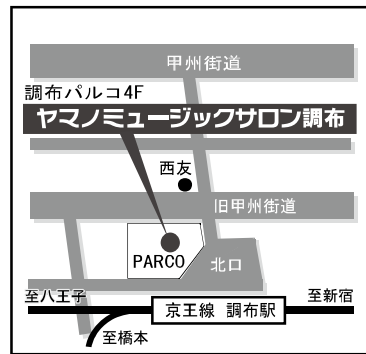 甲州街道
調布パルコ4F
ヤマノミュージックサロン調布
西友
旧甲州街道
PARCO
北口
至八王子
京王線 調布駅
至新宿
至橋本